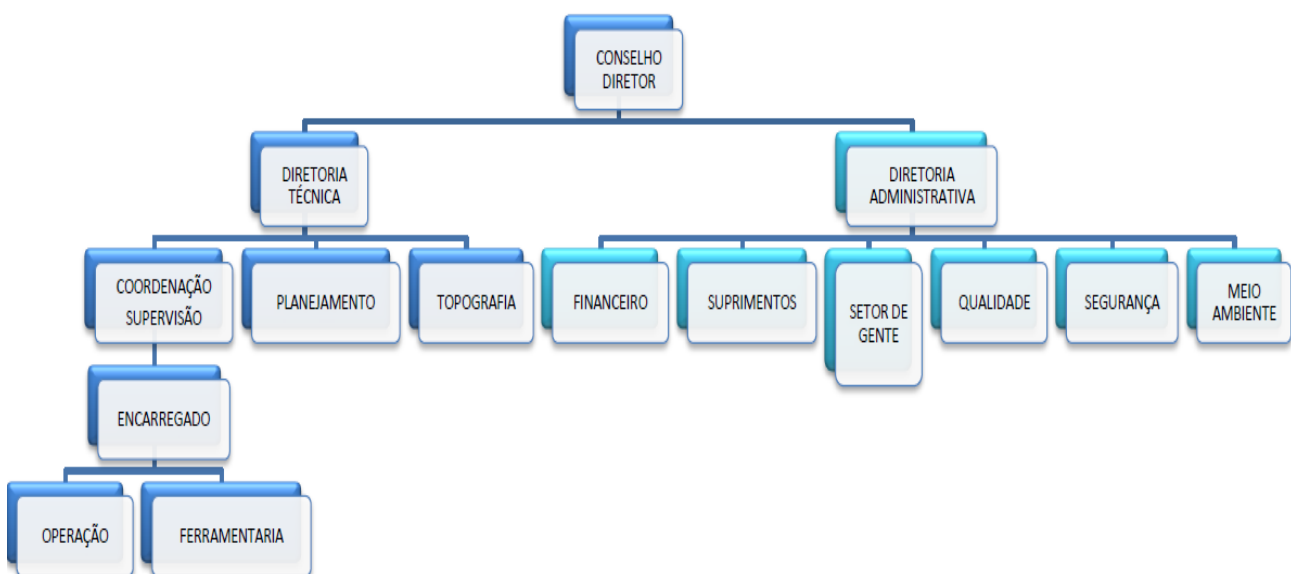 CONSELHO
DIRETOR
DIRETORIA
TÉCNICA
DIRETORIA
ADMINISTRATIVA
COORDENAÇÃO
SUPERVISÃO
PLANEJAMENTO
TOPOGRAFIA
FINANCEIRO
SUPRIMENTOS
SETOR DE
GENTE
QUALIDADE
SEGURANÇA
MEIO
AMBIENTE
ENCARREGADO
OPERAÇÃO
FERRAMENTARIA